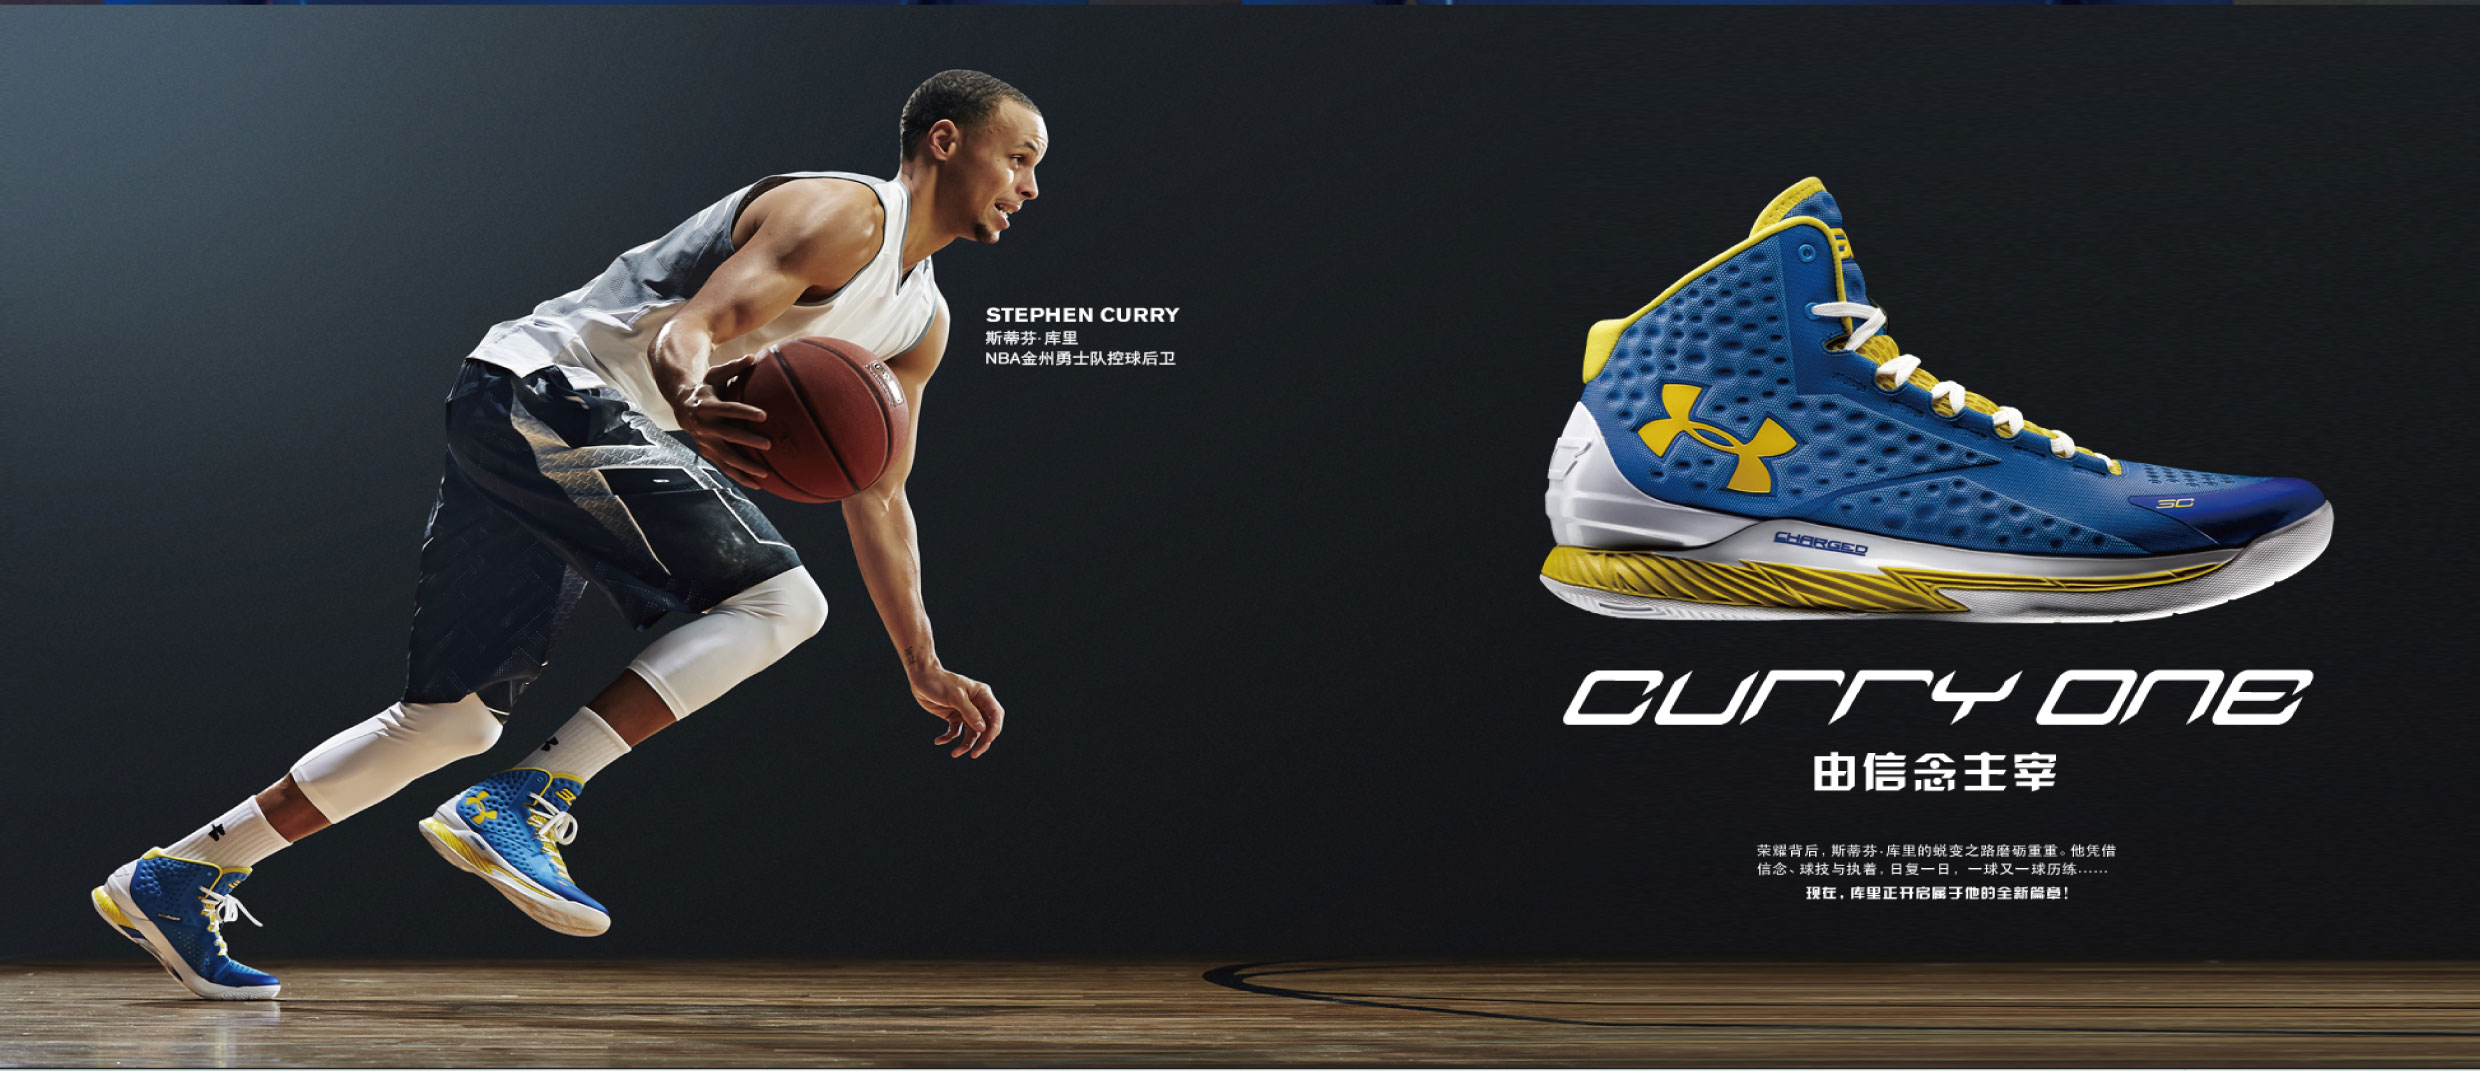 STEPHEN CURRY
斯蒂芬·库里
NBA金州勇士队控球后卫
SC
CHARGED
CURRY ONE
由信念主宰
荣耀背后，斯蒂芬·库里的蜕变之路磨砺重重。他凭借
信念、球技与执着，日复一日，一球又一球历练……
现在，库里正开启属于他的全新篇章！